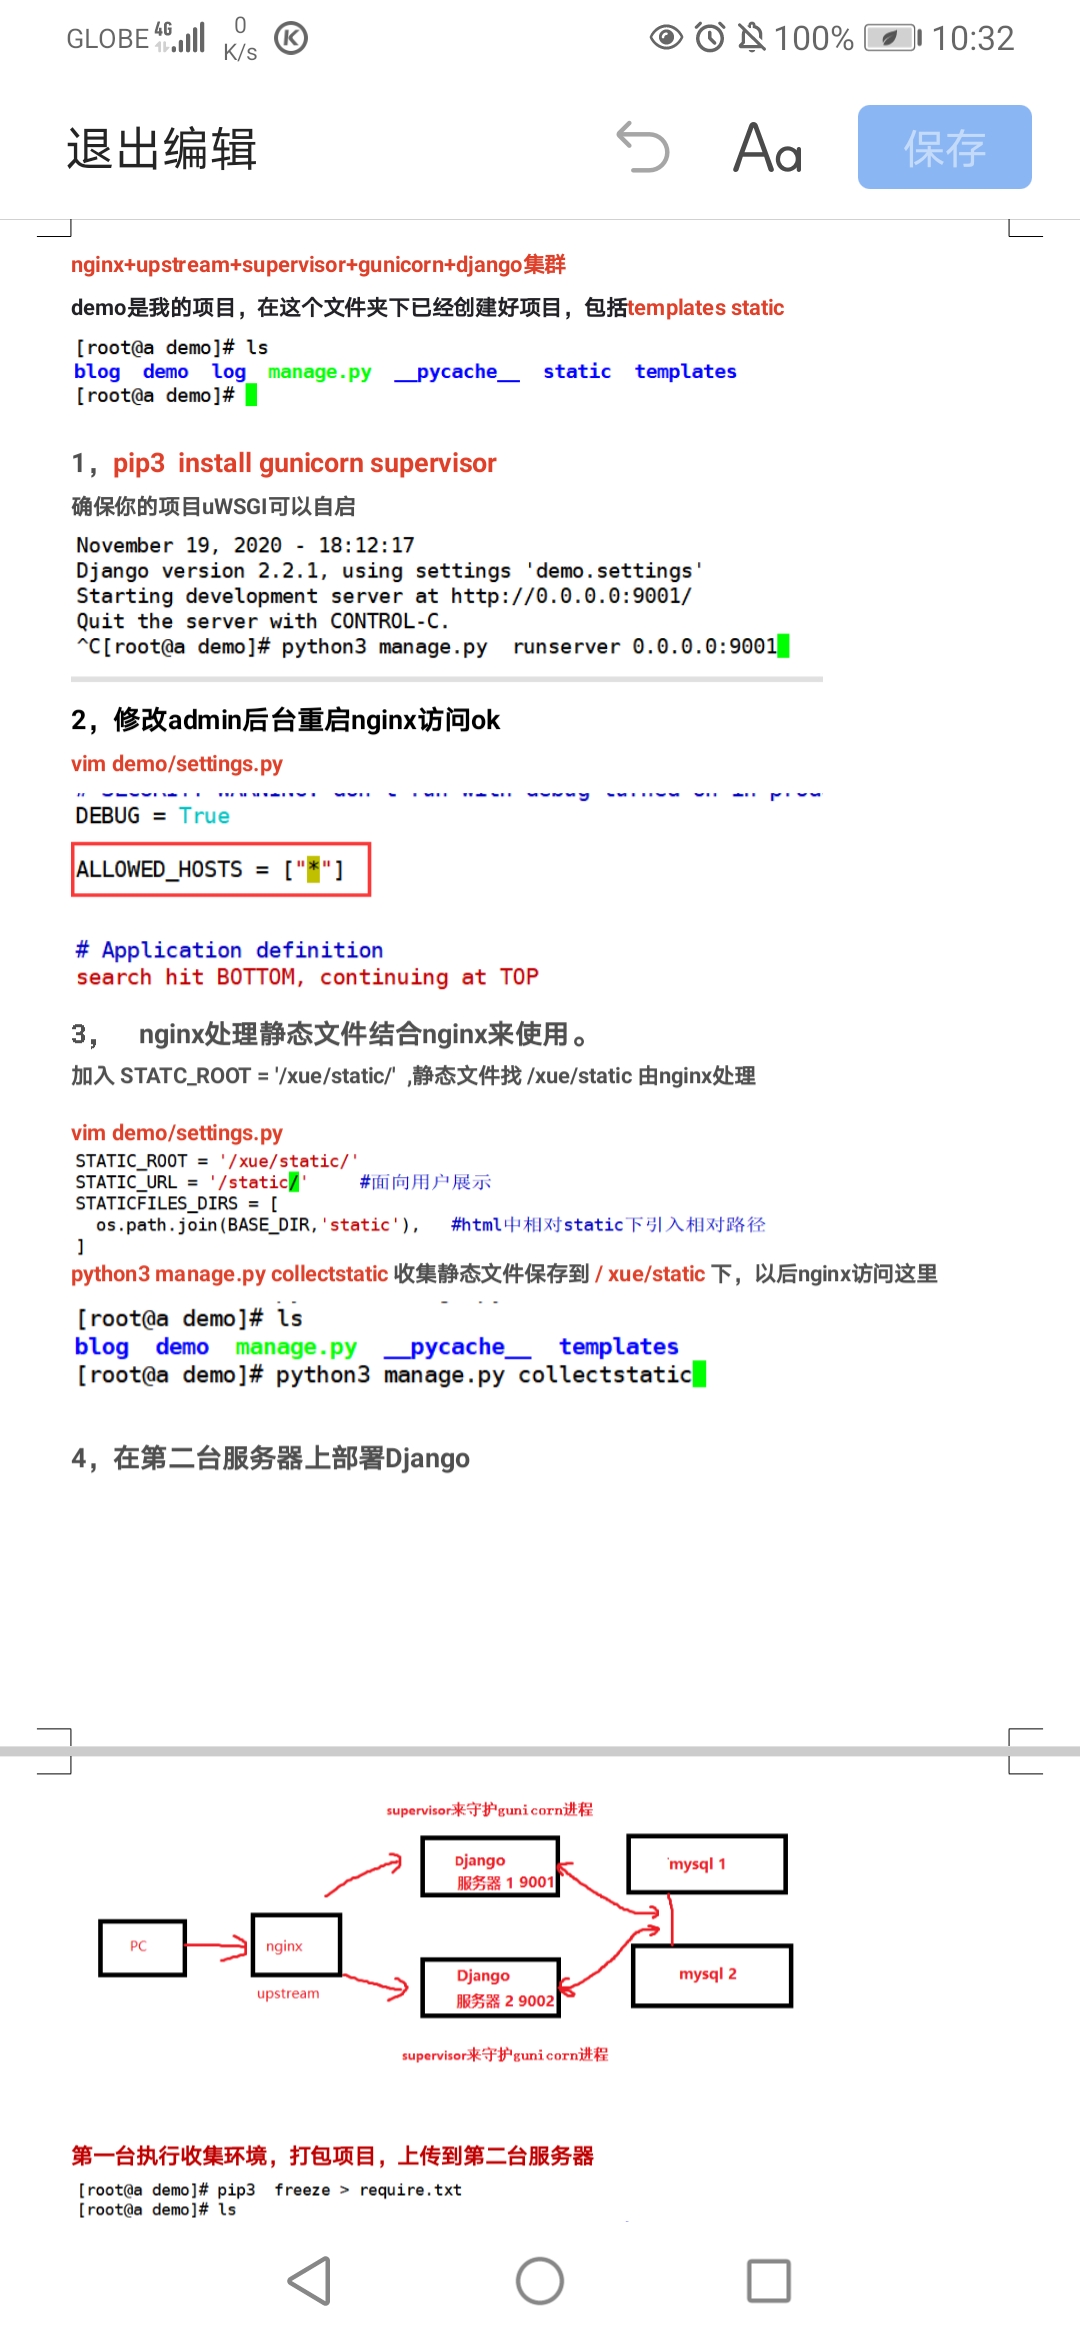 GLOBE 4G 0 K/s K 100% 10:32
退出编辑 Aa 保存
nginx+upstream+supervisor+gunicorn+django集群
demo是我的项目，在这个文件夹下已经创建好项目，包括templates static
[root@a demo]# ls
blog demo log manage.py __pycache__ static templates
[root@a demo]#
1，pip3 install gunicorn supervisor
确保你的项目uWSGI可以自启
November 19, 2020 - 18:12:17
Django version 2.2.1, using settings 'demo.settings'
Starting development server at http://0.0.0.0:9001/
Quit the server with CONTROL-C.
^C[root@a demo]# python3 manage.py runserver 0.0.0.0:9001
2，修改admin后台重启nginx访问ok
vim demo/settings.py
# SECURITY WARNING: don't run with debug turned on in prod
DEBUG = True
ALLOWED_HOSTS = ["*"]
# Application definition
search hit BOTTOM, continuing at TOP
3， nginx处理静态文件结合nginx来使用。
加入 STATC_ROOT = '/xue/static/' ,静态文件找 /xue/static 由nginx处理
vim demo/settings.py
STATIC_ROOT = '/xue/static/'
STATIC_URL = '/static/' #面向用户展示
STATICFILES_DIRS = [
os.path.join(BASE_DIR,'static'), #html中相对static下引入相对路径
]
python3 manage.py collectstatic 收集静态文件保存到 / xue/static 下，以后nginx访问这里
[root@a demo]# ls
blog demo manage.py __pycache__ templates
[root@a demo]# python3 manage.py collectstatic
4，在第二台服务器上部署Django
supervisor来守护gunicorn进程
Django
服务器 1 9001
mysql 1
PC
nginx
upstream
Django
服务器 2 9002
mysql 2
supervisor来守护gunicorn进程
第一台执行收集环境，打包项目，上传到第二台服务器
[root@a demo]# pip3 freeze > require.txt
[root@a demo]# ls